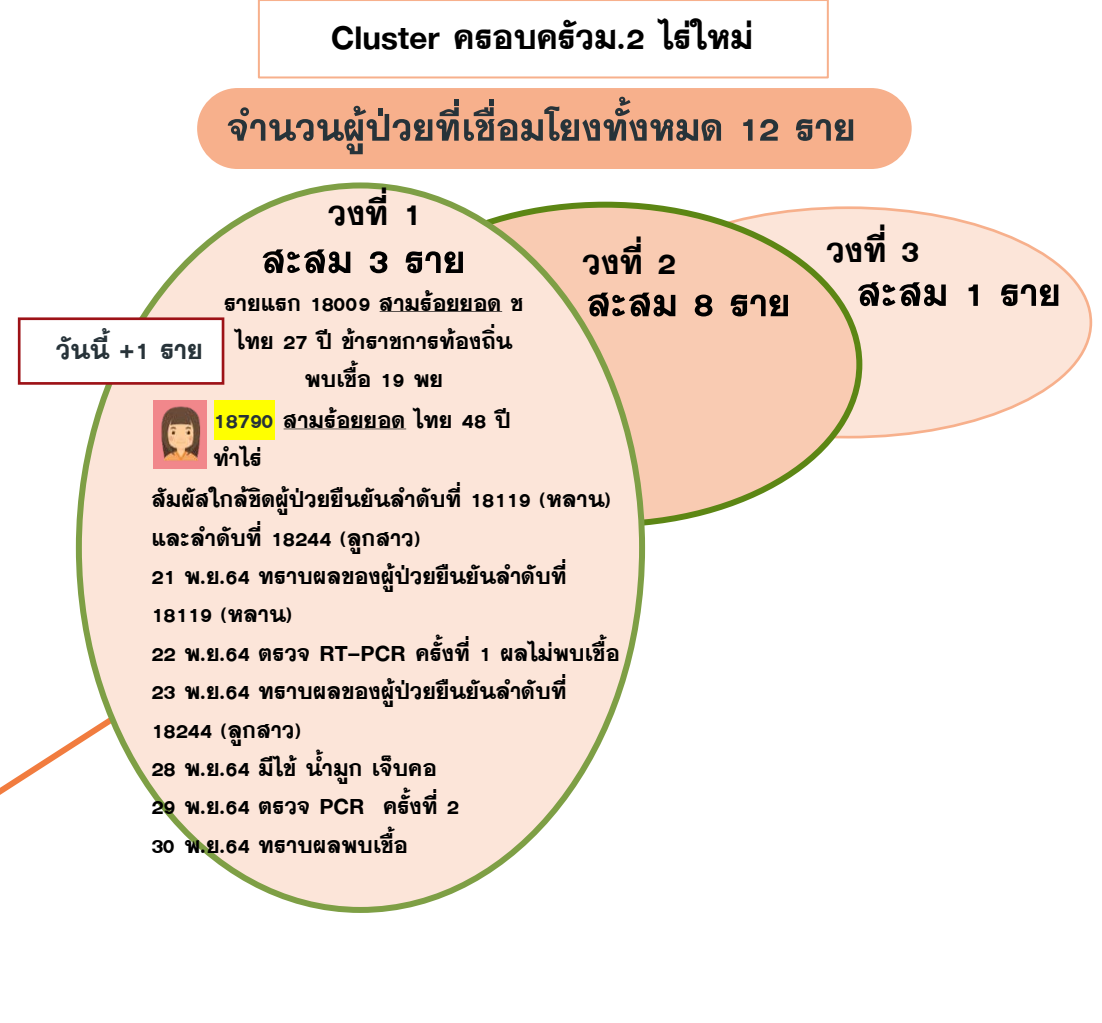 Cluster ครอบครัวม.2 ไร่ใหม่
จำนวนผู้ป่วยที่เชื่อมโยงทั้งหมด 12 ราย
วงที่ 1
สะสม 3 ราย
รายแรก 18009 สามร้อยยอด ช
ไทย 27 ปี ข้าราชการท้องถิ่น
พบเชื้อ 19 พย
วันนี้ +1 ราย
18790 สามร้อยยอด ไทย 48 ปี
ทำไร่
สัมผัสใกล้ชิดผู้ป่วยยืนยันลำดับที่ 18119 (หลาน)
และลำดับที่ 18244 (ลูกสาว)
21 พ.ย.64 ทราบผลของผู้ป่วยยืนยันลำดับที่
18119 (หลาน)
22 พ.ย.64 ตรวจ RT-PCR ครั้งที่ 1 ผลไม่พบเชื้อ
23 พ.ย.64 ทราบผลของผู้ป่วยยืนยันลำดับที่
18244 (ลูกสาว)
28 พ.ย.64 มีไข้ น้ำมูก เจ็บคอ
29 พ.ย.64 ตรวจ PCR ครั้งที่ 2
30 พ.ย.64 ทราบผลพบเชื้อ
วงที่ 2
สะสม 8 ราย
วงที่ 3
สะสม 1 ราย